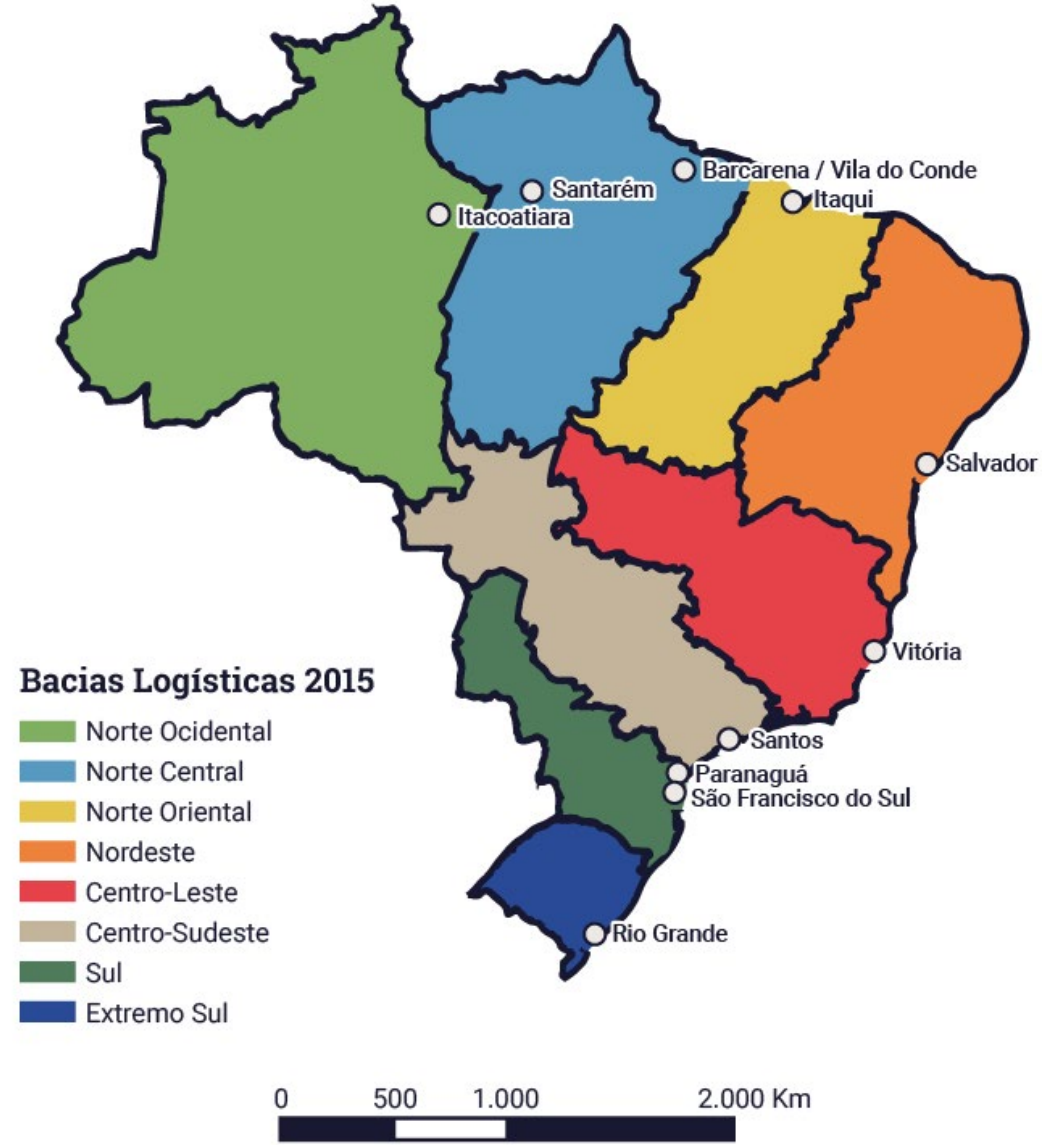 Barcarena / Vila do Conde
Santarém
Itaqui
Itacoatiara
Salvador
Vitória
Bacias Logísticas 2015
Norte Ocidental
Santos
Norte Central
Paranaguá
São Francisco do Sul
Norte Oriental
Nordeste
Centro-Leste
Centro-Sudeste
Rio Grande
Sul
Extremo Sul
0 500 1.000 2.000 Km